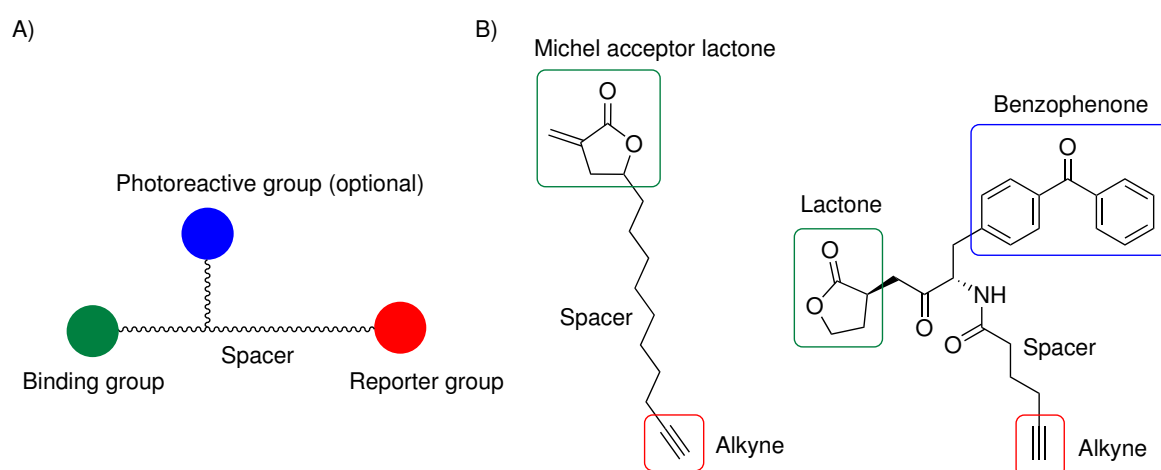 A)
Photoreactive group (optional)
Spacer
Binding group
Reporter group
B)
Michel acceptor lactone
O
O
Spacer
Alkyne
Benzophenone
O
Lactone
O
O
O
NH
O
Spacer
Alkyne